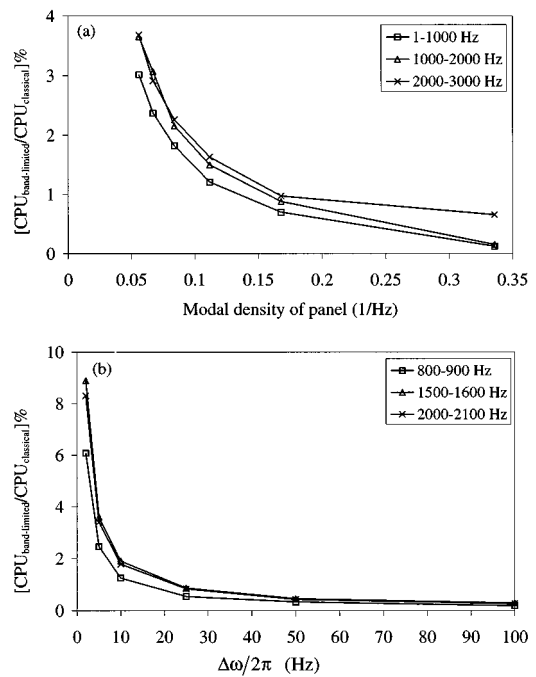 (a)
1-1000 Hz
1000-2000 Hz
2000-3000 Hz
4
3
2
1
0
[CPUband-limited/CPUclassical]%
0
0.05
0.1
0.15
0.2
0.25
0.3
0.35
Modal density of panel (1/Hz)
(b)
800-900 Hz
1500-1600 Hz
2000-2100 Hz
10
8
6
4
2
0
[CPUband-limited/CPUclassical]%
0
10
20
30
40
50
60
70
80
90
100
Δω/2π (Hz)